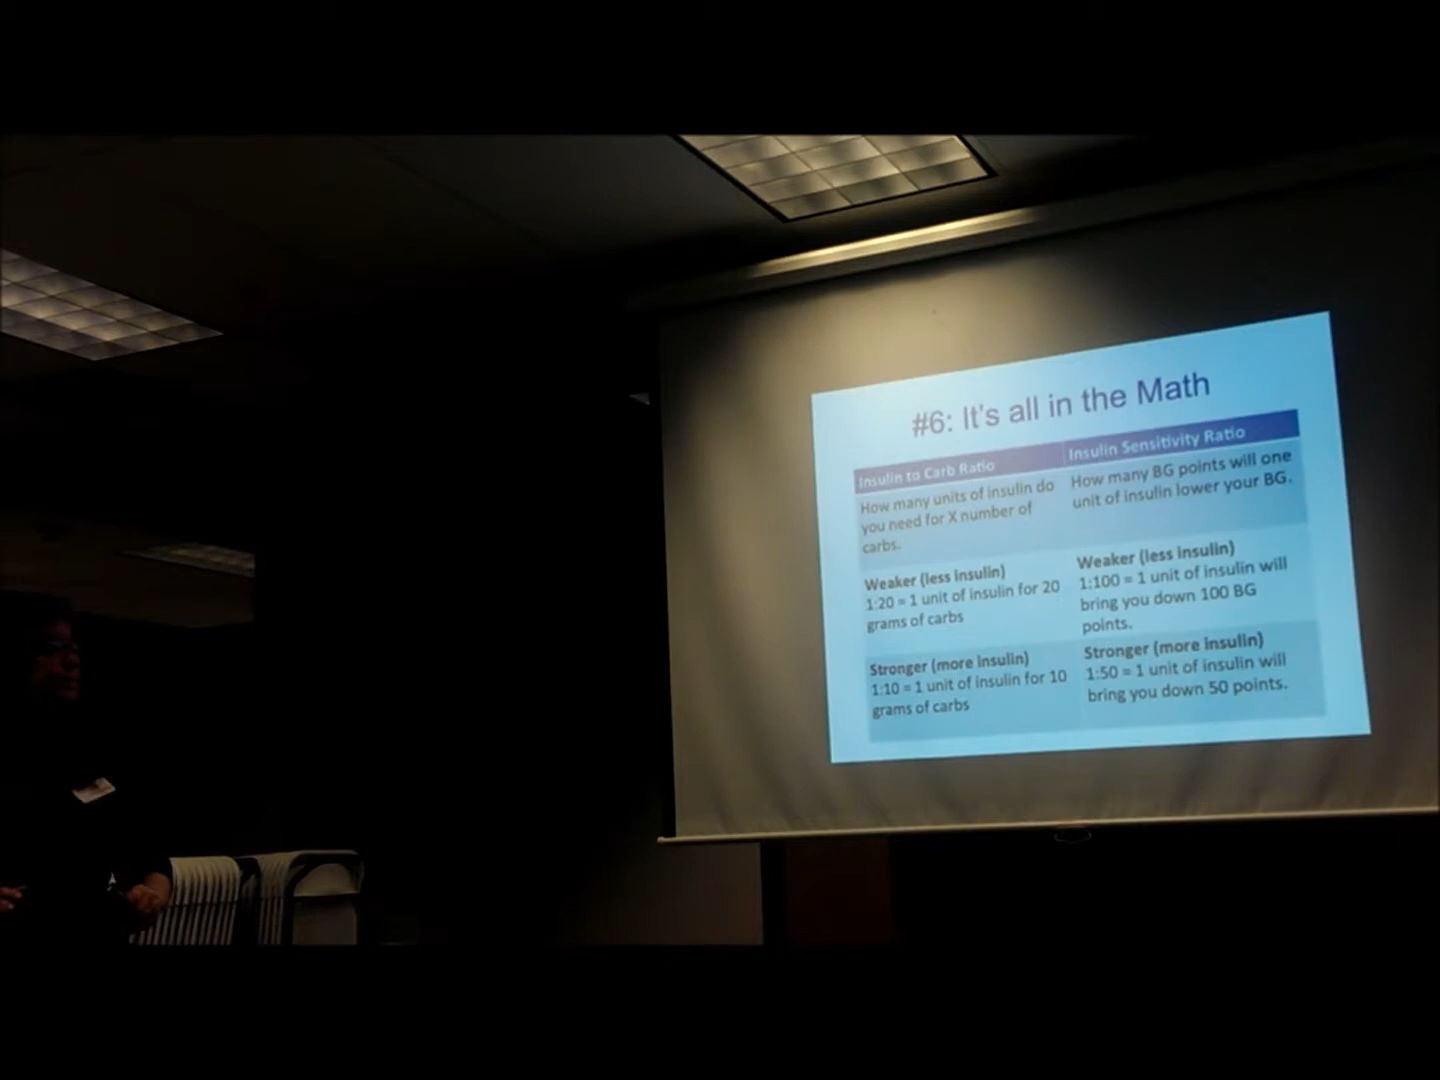 #6: It's all in the Math
Insulin to Carb Ratio
Insulin Sensitivity Ratio
How many units of insulin do
you need for X number of
carbs.
How many BG points will one
unit of insulin lower your BG.
Weaker (less insulin)
1:20 = 1 unit of insulin for 20
grams of carbs
Weaker (less insulin)
1:100 = 1 unit of insulin will
bring you down 100 BG
points.
Stronger (more insulin)
1:10 = 1 unit of insulin for 10
grams of carbs
Stronger (more insulin)
1:50 = 1 unit of insulin will
bring you down 50 points.